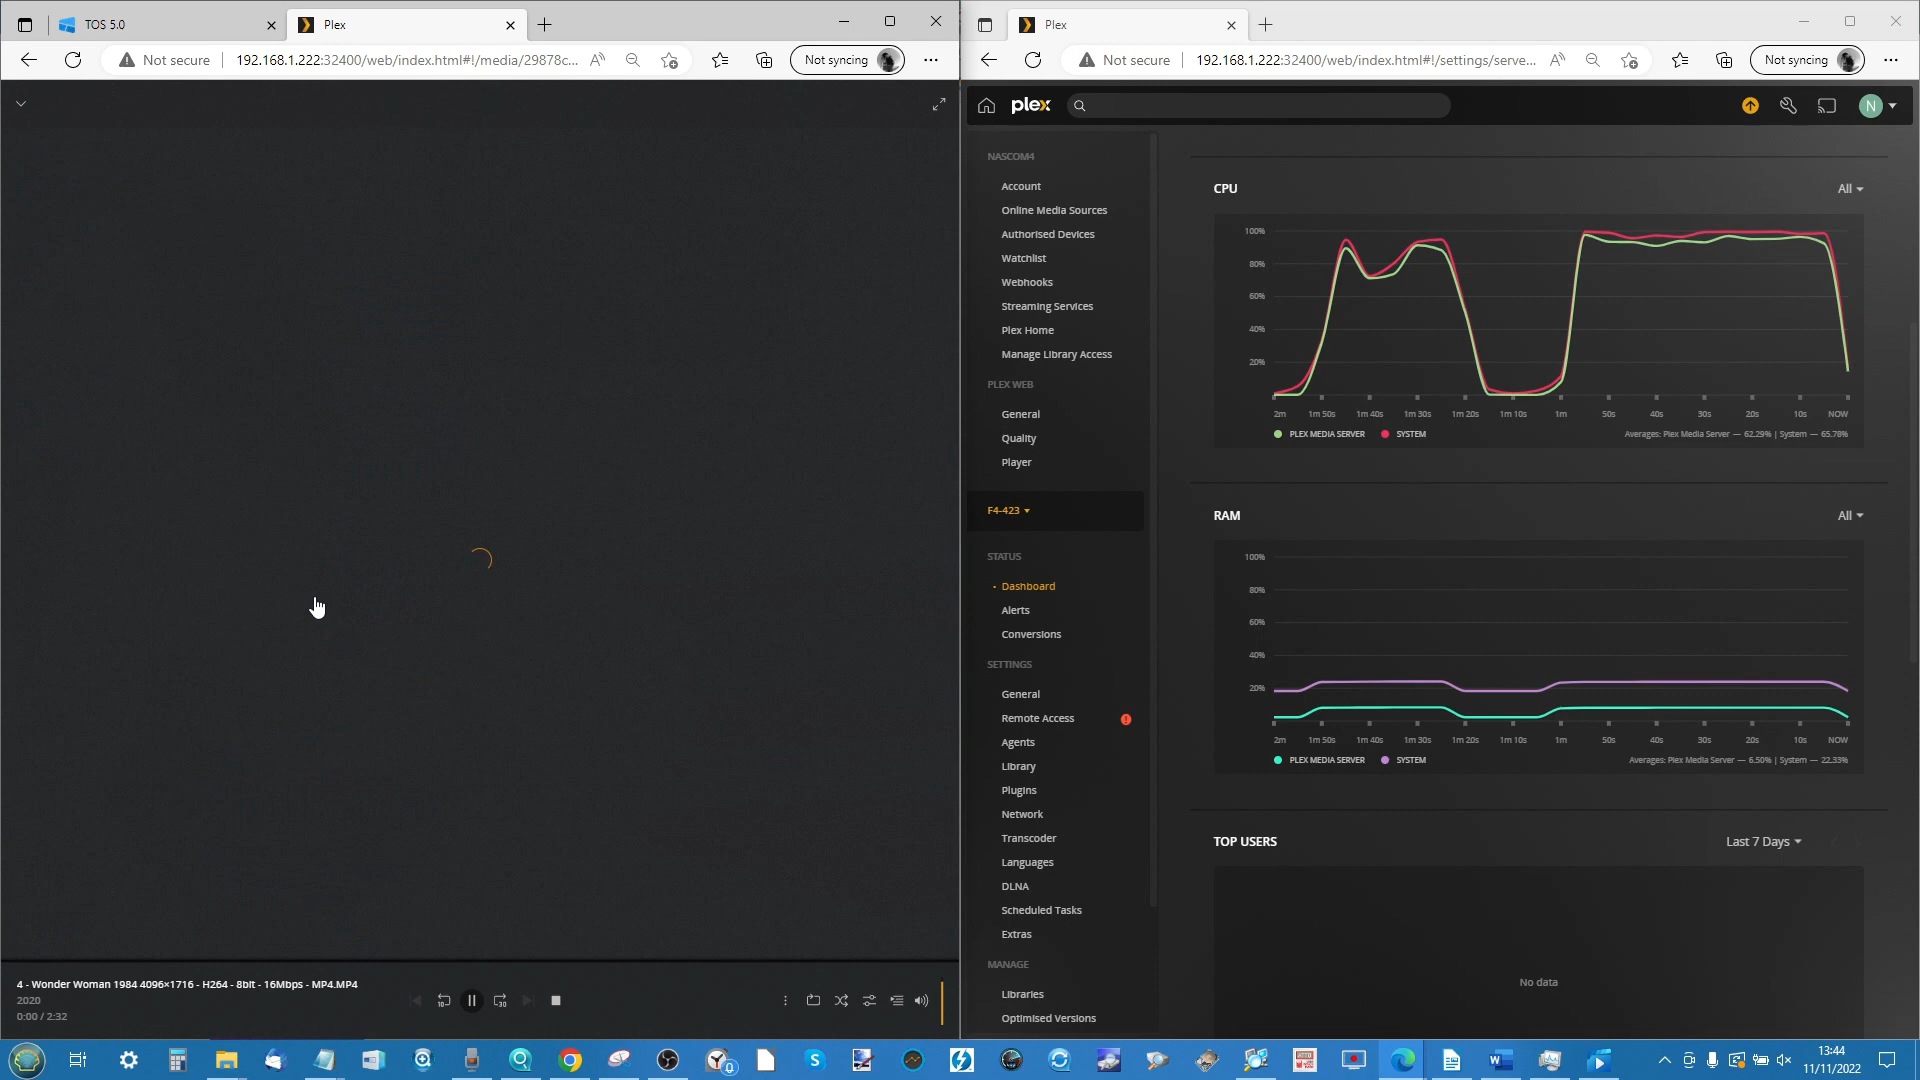 TOS 5.0
Plex
Not secure
192.168.1.222:32400/web/index.html#!/media/29878c...
Not syncing
Plex
Not secure
192.168.1.222:32400/web/index.html#!/settings/serve...
Not syncing
plex
N
NASCOM4
Account
Online Media Sources
Authorised Devices
Watchlist
Webhooks
Streaming Services
Plex Home
Manage Library Access
PLEX WEB
General
Quality
Player
F4-423
STATUS
Dashboard
Alerts
Conversions
SETTINGS
General
Remote Access
Agents
Library
Plugins
Network
Transcoder
Languages
DLNA
Scheduled Tasks
Extras
MANAGE
Libraries
Optimised Versions
CPU
All
100%
80%
60%
40%
20%
2m 1m 50s 1m 40s 1m 30s 1m 20s 1m 10s 1m 50s 40s 30s 20s 10s NOW
PLEX MEDIA SERVER SYSTEM
Averages: Plex Media Server — 62.29% | System — 65.78%
RAM
All
100%
80%
60%
40%
20%
2m 1m 50s 1m 40s 1m 30s 1m 20s 1m 10s 1m 50s 40s 30s 20s 10s NOW
PLEX MEDIA SERVER SYSTEM
Averages: Plex Media Server — 6.50% | System — 22.33%
TOP USERS
Last 7 Days
No data
4 - Wonder Woman 1984 4096×1716 - H264 - 8bit - 16Mbps - MP4.MP4
2020
0:00 / 2:32
10
30
0
13:44
11/11/2022